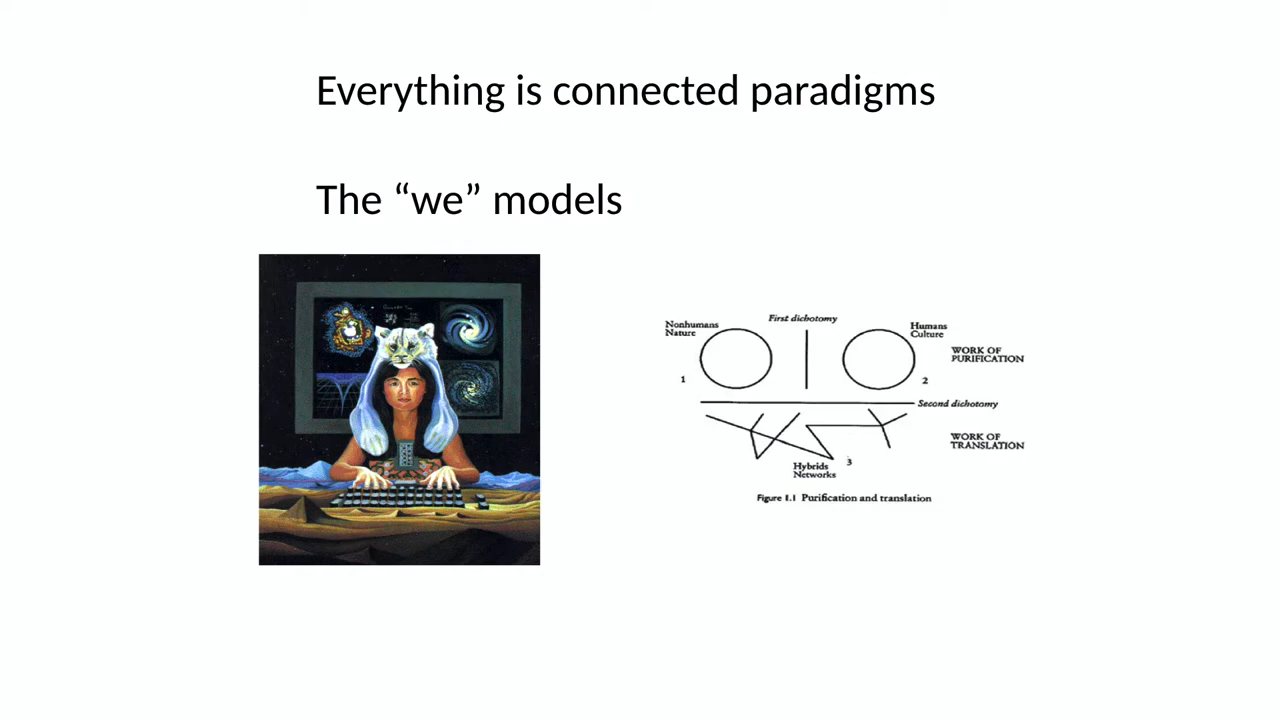 Everything is connected paradigms
The “we” models
First dichotomy
Nonhumans
Nature
Humans
Culture
WORK OF
PURIFICATION
1
2
Second dichotomy
WORK OF
TRANSLATION
3
Hybrids
Networks
Figure 1.1 Purification and translation